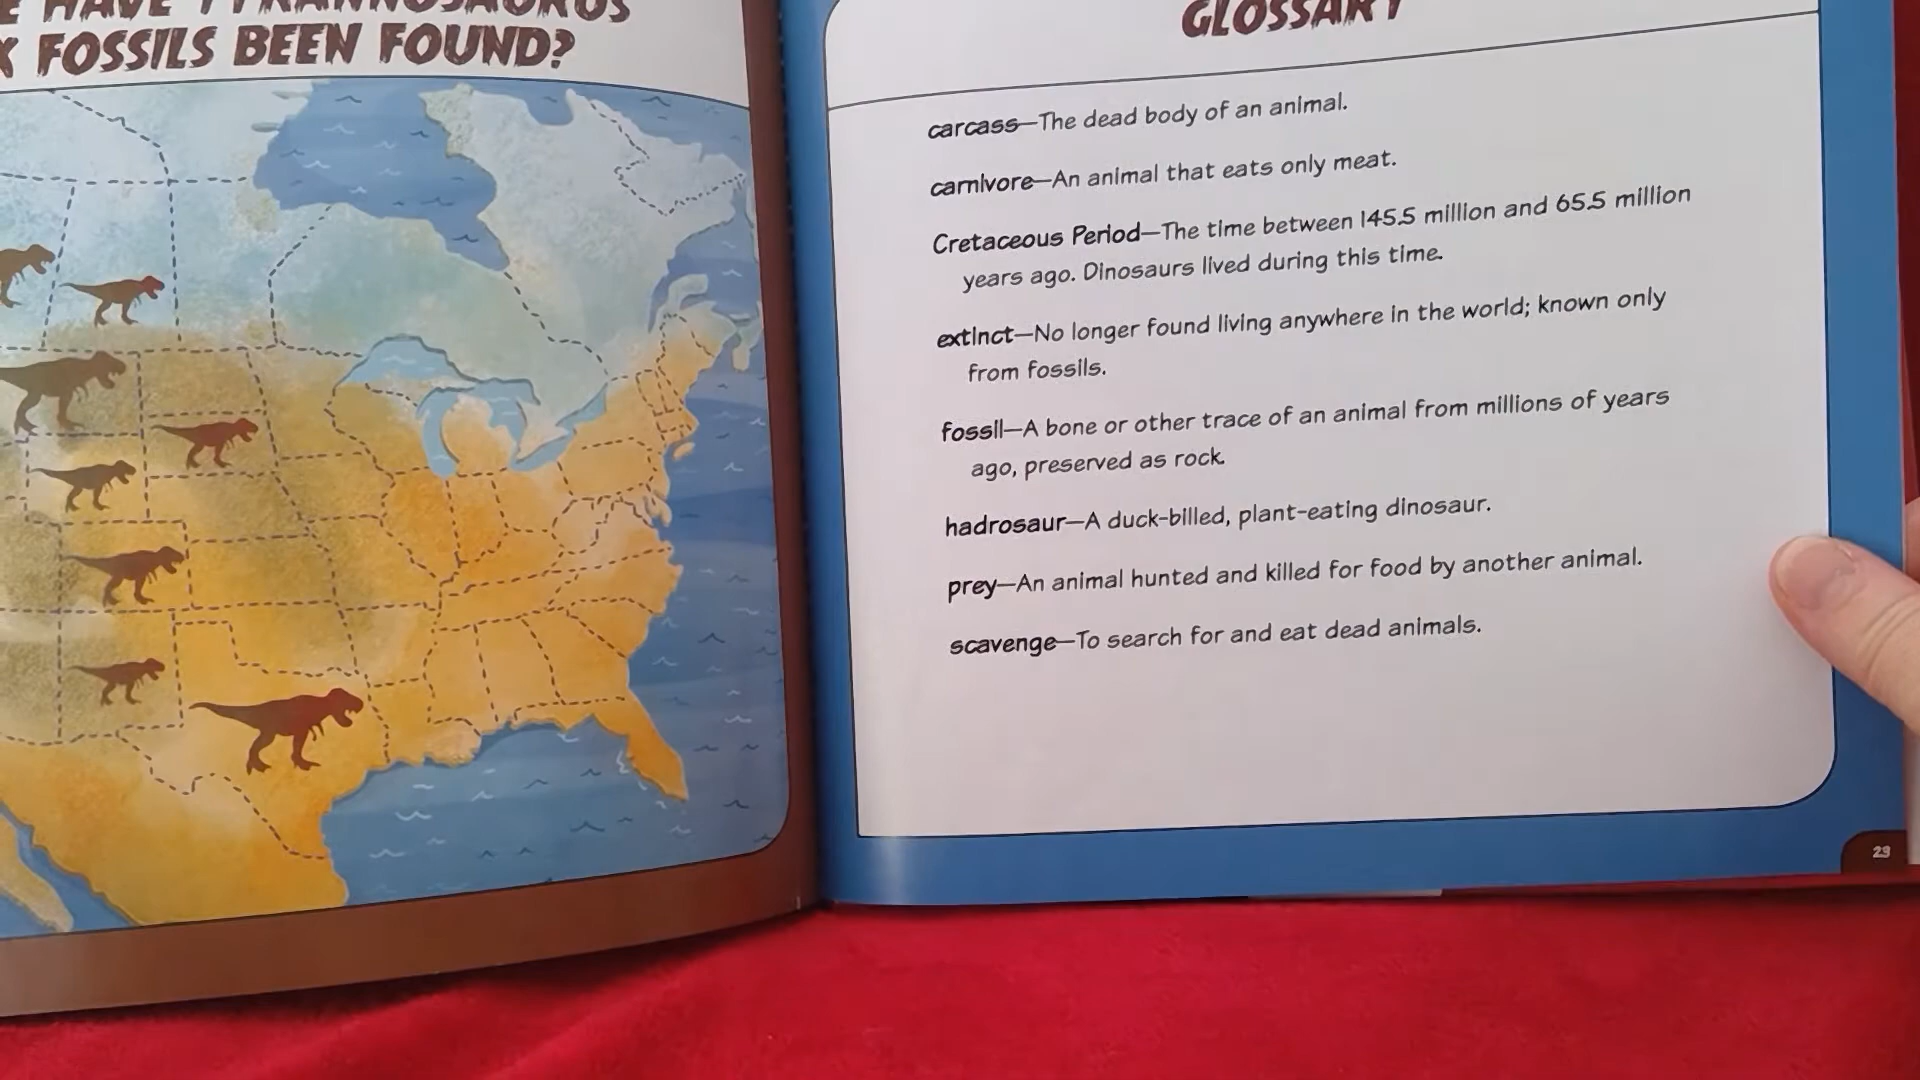 HAVE TYRANNOSAURUS
FOSSILS BEEN FOUND?
GLOSSARY
carcass—The dead body of an animal.
carnivore—An animal that eats only meat.
Cretaceous Period—The time between 145.5 million and 65.5 million
years ago. Dinosaurs lived during this time.
extinct—No longer found living anywhere in the world; known only
from fossils.
fossil—A bone or other trace of an animal from millions of years
ago, preserved as rock.
hadrosaur—A duck-billed, plant-eating dinosaur.
prey—An animal hunted and killed for food by another animal.
scavenge—To search for and eat dead animals.
23